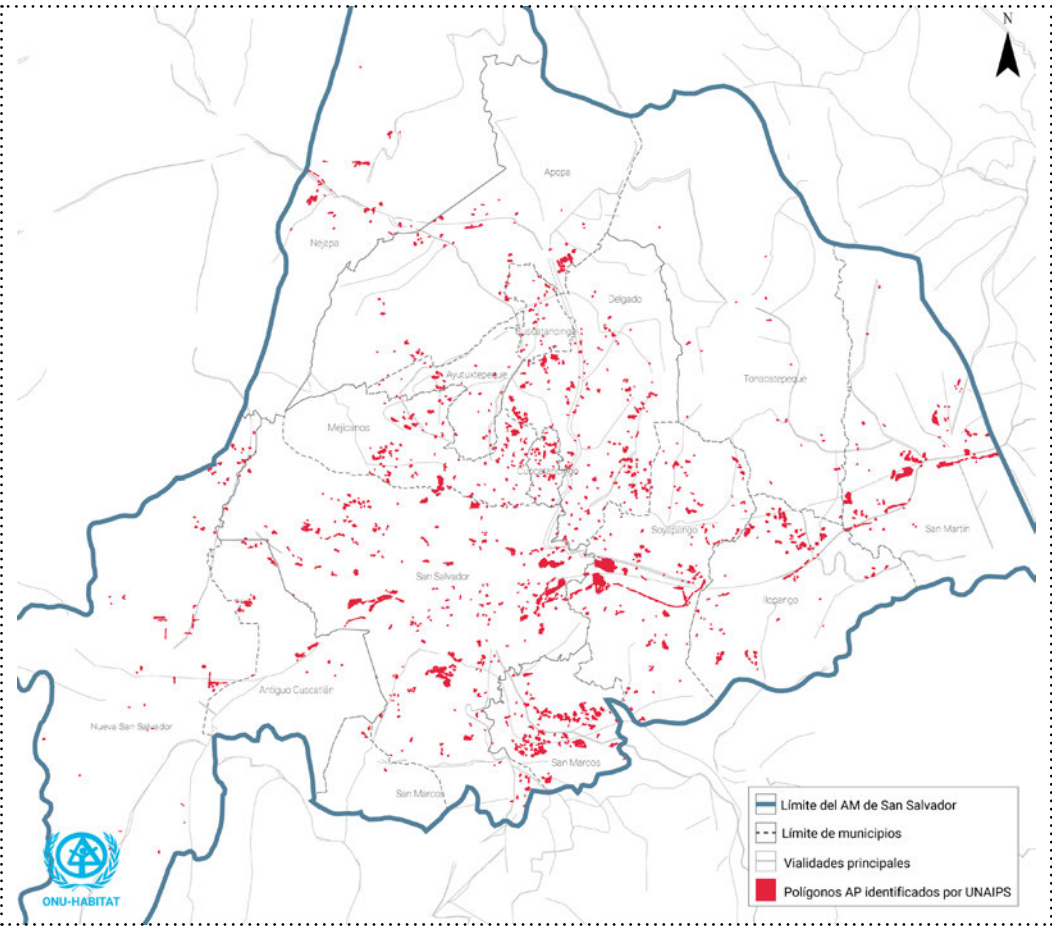 N
Apopa
Nejapa
Delgado
Cuscatancingo
Ayutuxtepeque
Tonacatepeque
Mejicanos
San Martín
Soyapango
San Salvador
Ilopango
Antiguo Cuscatlán
Nueva San Salvador
San Marcos
San Marcos
Límite del AM de San Salvador
Límite de municipios
Vialidades principales
Polígonos AP identificados por UNAIPS
ONU-HABITAT